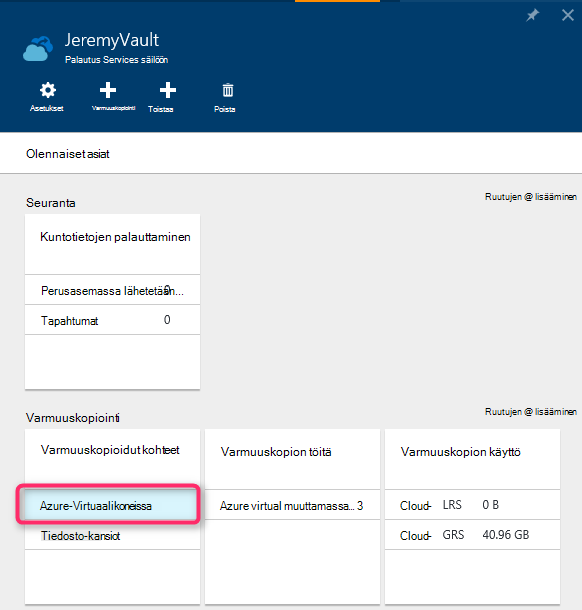 JeremyVault
Palautus Services säilöön
Asetukset
Varmuuskopiointi
Toistaa
Poista
Olennaiset asiat
Seuranta
Ruutujen @ lisääminen
Kuntotietojen palauttaminen
Perusasemassa lähetetään... 0
Tapahtumat 0
Varmuuskopiointi
Ruutujen @ lisääminen
Varmuuskopioidut kohteet
Azure-Virtuaalikoneissa
Tiedosto-kansiot
Varmuuskopion töitä
Azure virtual muuttamassa... 3
Varmuuskopion käyttö
Cloud- LRS 0 B
Cloud- GRS 40.96 GB